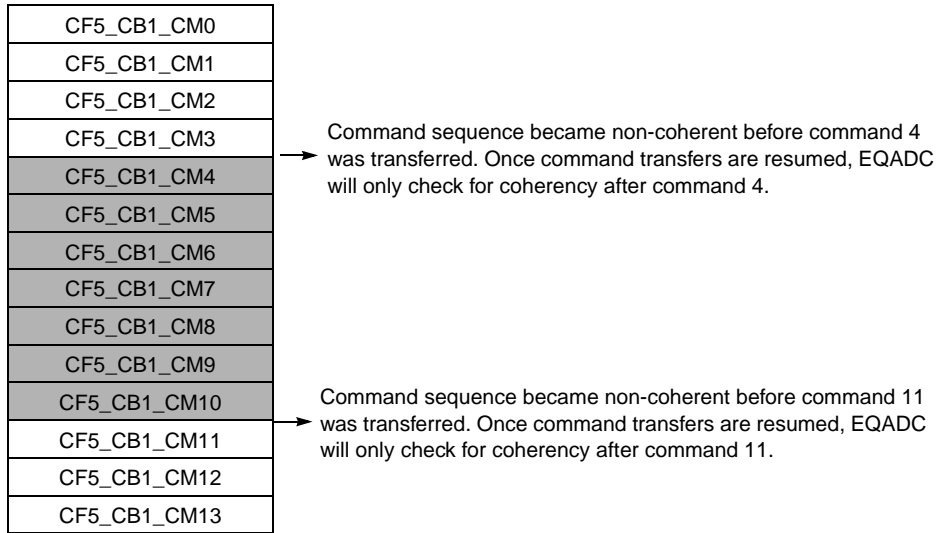 CF5_CB1_CM0
CF5_CB1_CM1
CF5_CB1_CM2
CF5_CB1_CM3
Command sequence became non-coherent before command 4
was transferred. Once command transfers are resumed, EQADC
will only check for coherency after command 4.
CF5_CB1_CM4
CF5_CB1_CM5
CF5_CB1_CM6
CF5_CB1_CM7
CF5_CB1_CM8
CF5_CB1_CM9
CF5_CB1_CM10
Command sequence became non-coherent before command 11
was transferred. Once command transfers are resumed, EQADC
will only check for coherency after command 11.
CF5_CB1_CM11
CF5_CB1_CM12
CF5_CB1_CM13